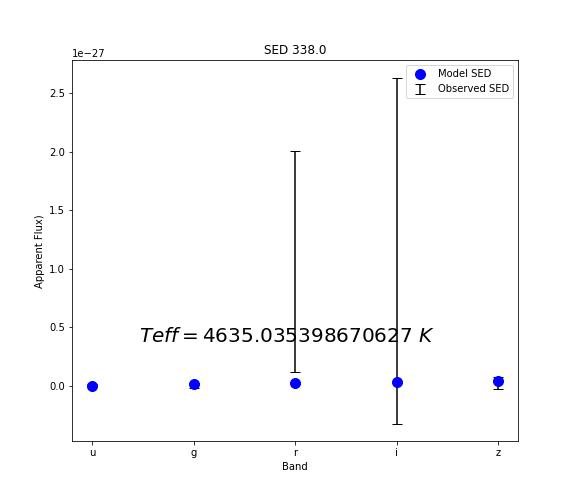 SED 338.0
1e−27
Model SED
Observed SED
2.5
2.0
1.5
1.0
0.5
0.0
Apparent Flux)
Teff = 4635.035398670627 K
u g r i z
Band